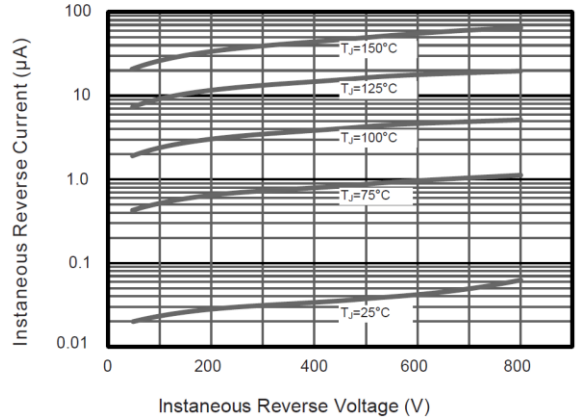 100
10
1.0
0.1
0.01
Instaneous Reverse Current (μA)
TJ=150°C
TJ=125°C
TJ=100°C
TJ=75°C
TJ=25°C
0 200 400 600 800
Instaneous Reverse Voltage (V)